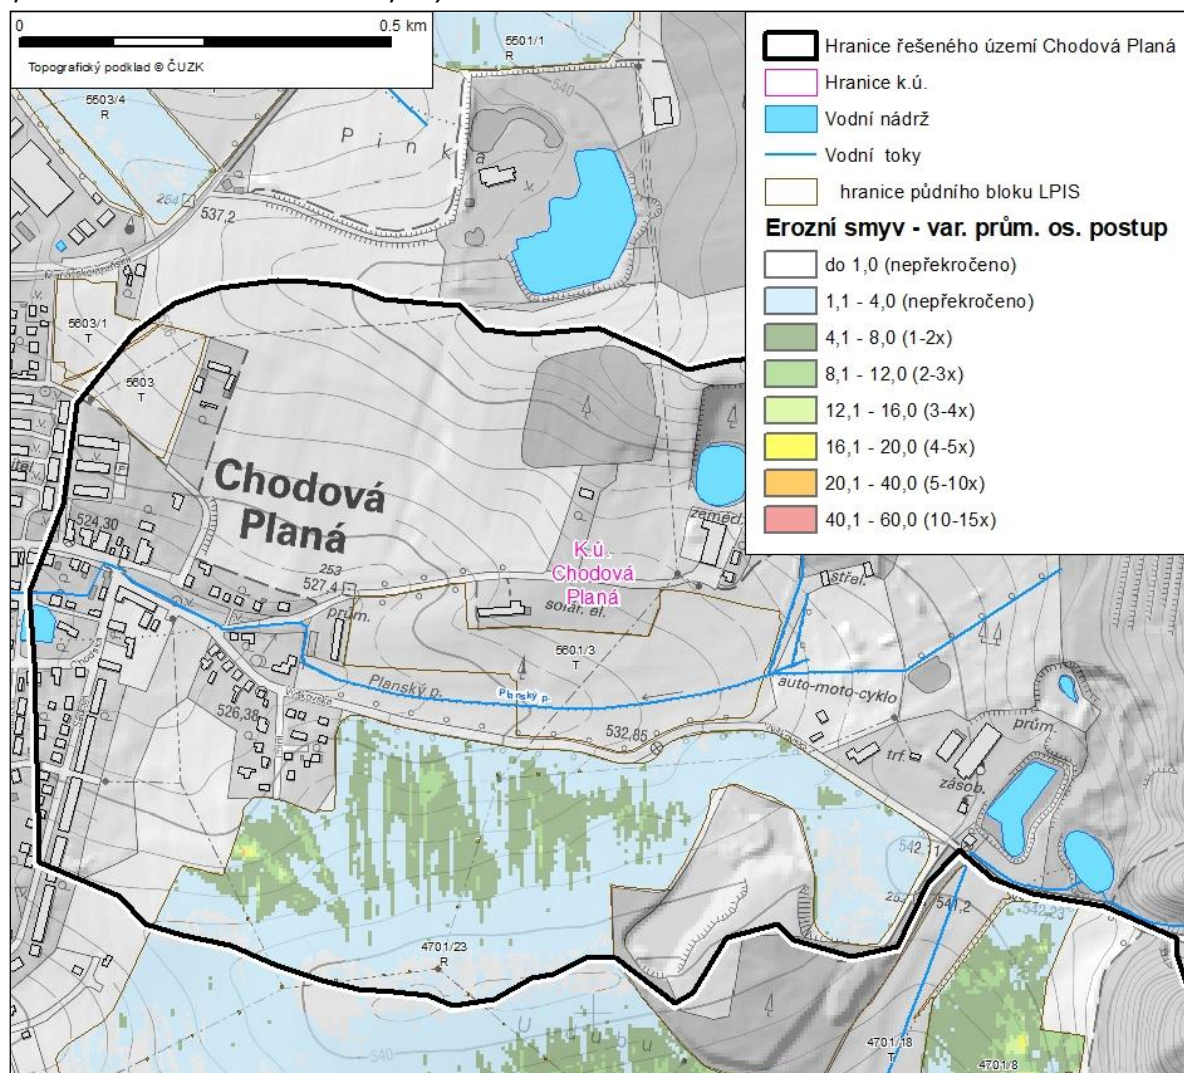 0
0.5 km
Topografický podklad © ČUZK
Hranice řešeného území Chodová Planá
Hranice k.ú.
Vodní nádrž
Vodní toky
hranice půdního bloku LPIS
Erozní smyv - var. prům. os. postup
do 1,0 (nepřekročeno)
1,1 - 4,0 (nepřekročeno)
4,1 - 8,0 (1-2x)
8,1 - 12,0 (2-3x)
12,1 - 16,0 (3-4x)
16,1 - 20,0 (4-5x)
20,1 - 40,0 (5-10x)
40,1 - 60,0 (10-15x)
5501/1
R
540
5503/4
R
Pinka
264
537,2
5603/1
T
5603
T
Chodová
Planá
524,30
253
527,4
zeměd.
K.ú.
Chodová
Planá
střel.
prům.
solár. el.
5601/3
T
Planský p.
Planský p.
auto-moto-cyklo
526,38
532,85
prům.
trf.
zásob.
542,1
541,2
542,23
4701/23
R
U dubu
540
4701/18
T
4701/8